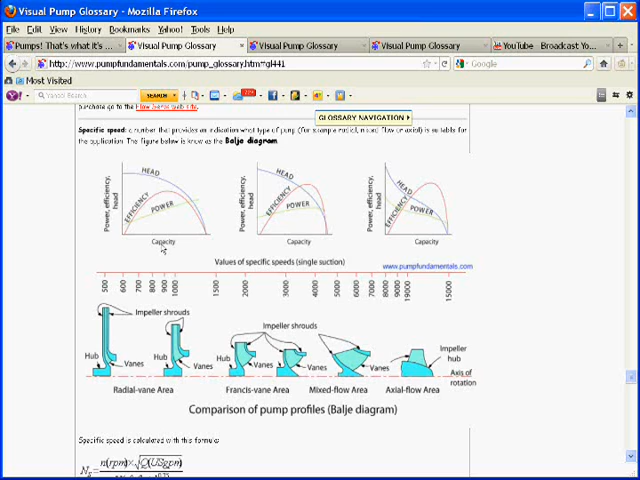 Visual Pump Glossary - Mozilla Firefox
File Edit View History Bookmarks Yahoo! Tools Help
Pumps! That's what it's ... Visual Pump Glossary Visual Pump Glossary Visual Pump Glossary YouTube - Broadcast Yo...
http://www.pumpfundamentals.com/pump_glossary.htm#gl441 Google
Most Visited
Yahoo! Search SEARCH
purchase go to the
GLOSSARY NAVIGATION
Specific speed: a number that provides an indication what type of pump (for example radial, mixed flow or axial) is suitable for
the application. The figure below is known as the Balje diagram.
Power, efficiency, head HEAD EFFICIENCY POWER Capacity
Power, efficiency, head HEAD EFFICIENCY POWER Capacity
Power, efficiency, head HEAD EFFICIENCY POWER Capacity
Values of specific speeds (single suction) www.pumpfundamentals.com
500 600 700 800 900 1000 1500 2000 3000 4000 5000 6000 7000 8000 9000 10000 15000
Impeller shrouds Impeller shrouds Impeller hub
Hub Vanes Hub Vanes Hub Vanes Vanes Axis of rotation
Radial-vane Area Francis-vane Area Mixed-flow Area Axial-flow Area
Comparison of pump profiles (Balje diagram)
Specific speed is calculated with this formula: